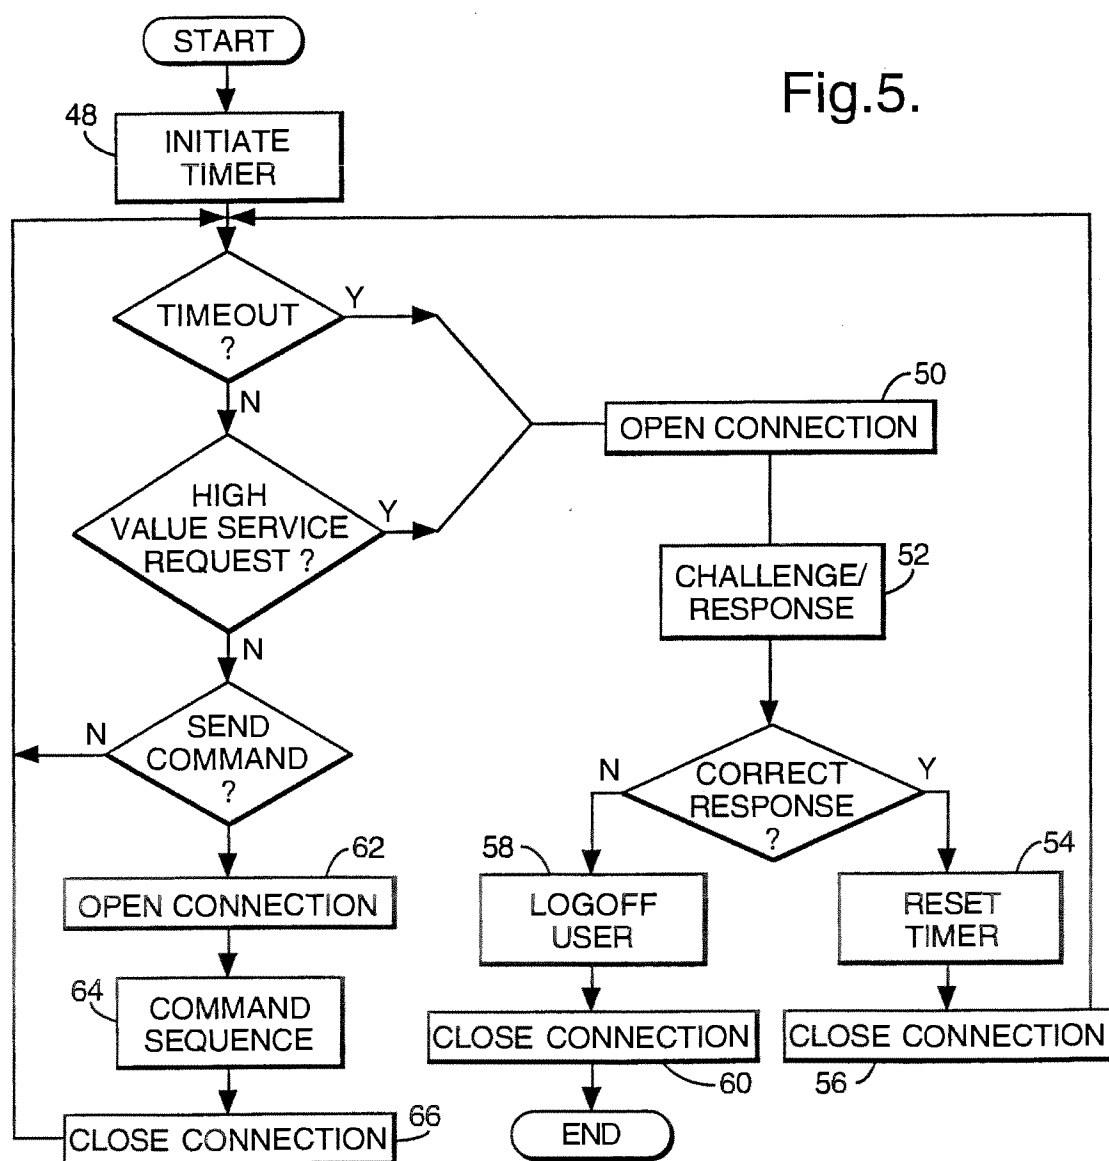 START
Fig.5.
48
INITIATE
TIMER
TIMEOUT
?
Y
N
HIGH
VALUE SERVICE
REQUEST ?
Y
N
SEND
COMMAND
?
N
62
OPEN CONNECTION
64
COMMAND
SEQUENCE
CLOSE CONNECTION
66
50
OPEN CONNECTION
52
CHALLENGE/
RESPONSE
CORRECT
RESPONSE
?
N
Y
58
LOGOFF
USER
CLOSE CONNECTION
60
END
54
RESET
TIMER
CLOSE CONNECTION
56